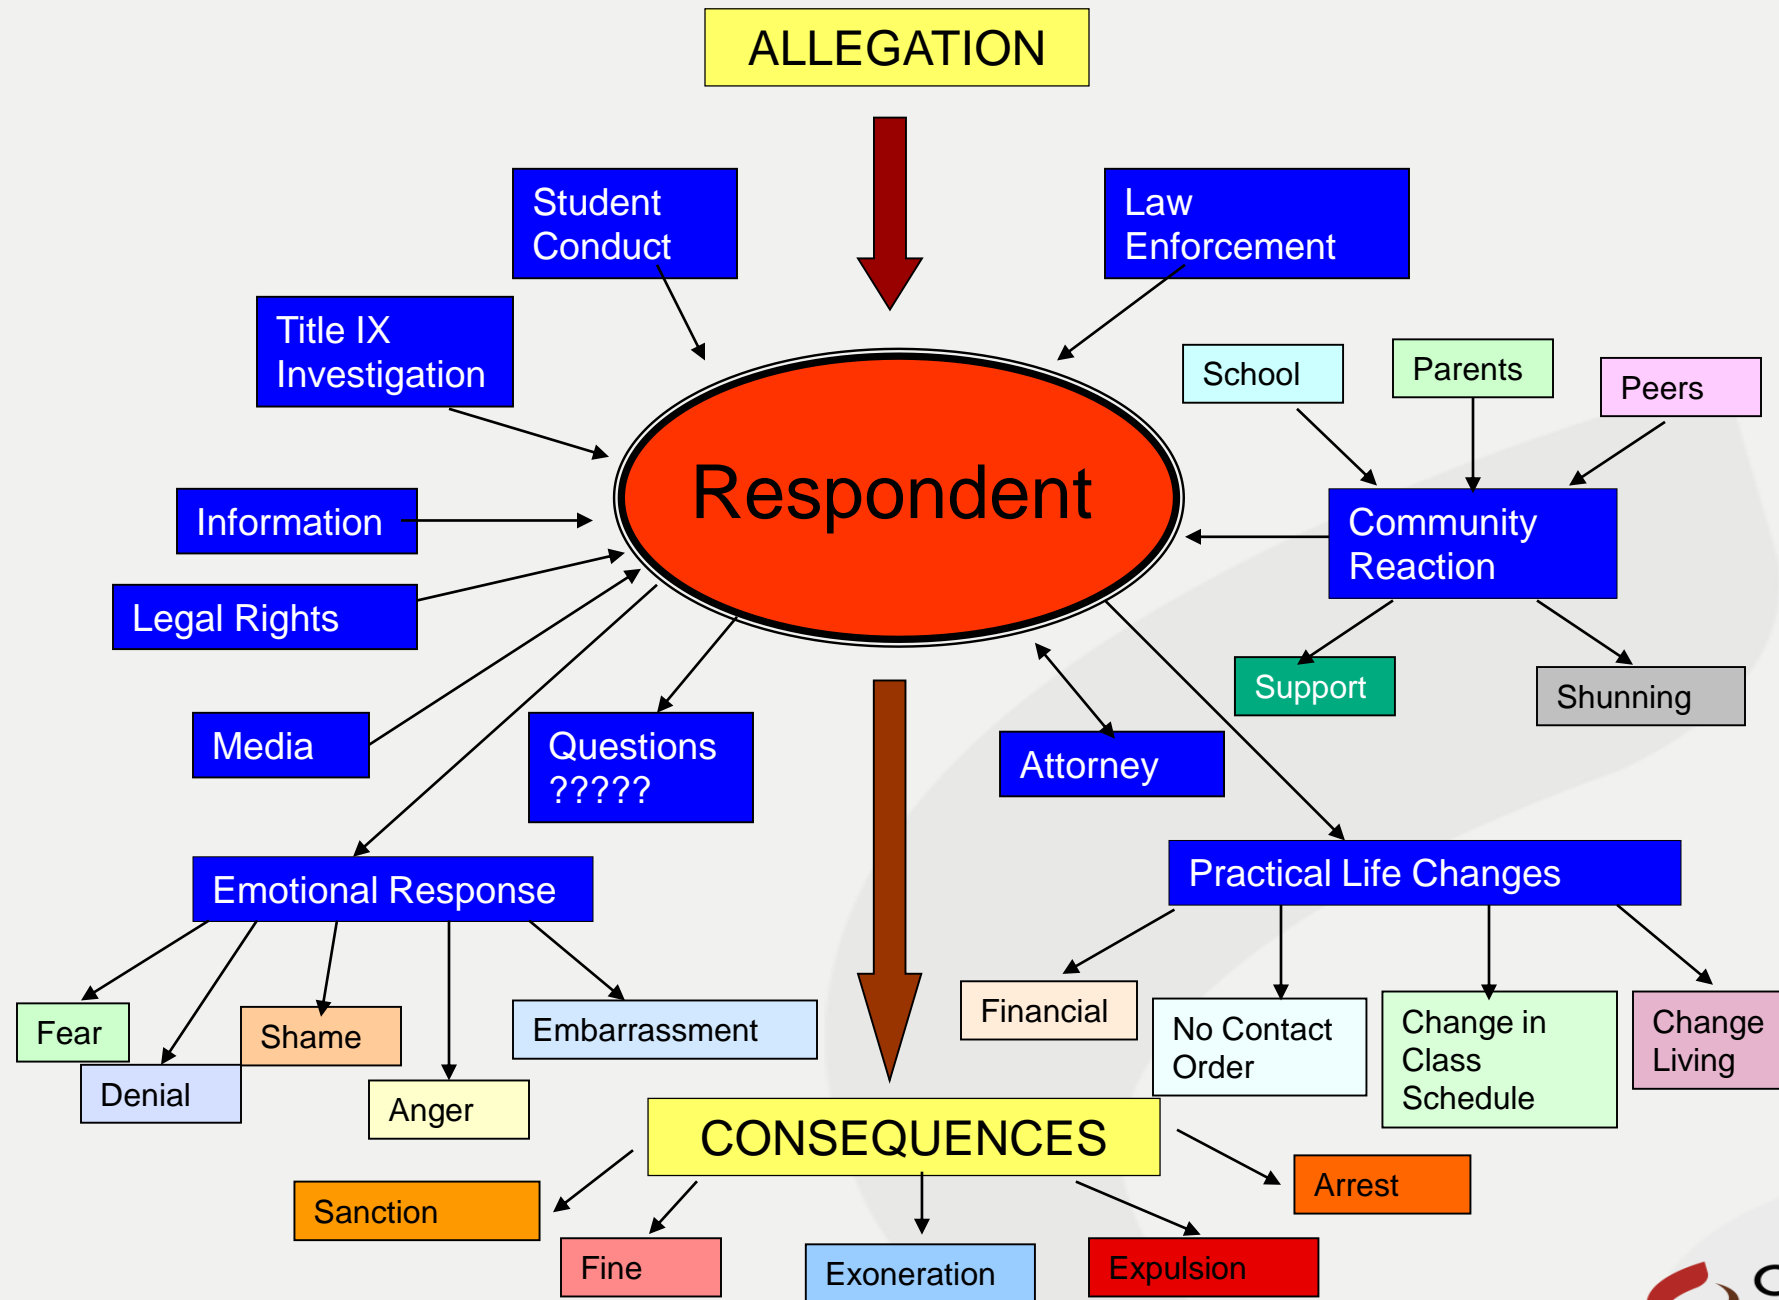 ALLEGATION
Student
Conduct
Law
Enforcement
Title IX
Investigation
School
Parents
Peers
Respondent
Information
Community
Reaction
Legal Rights
Support
Shunning
Media
Questions
?????
Attorney
Emotional Response
Practical Life Changes
Fear
Denial
Shame
Anger
Embarrassment
Financial
No Contact
Order
Change in
Class
Schedule
Change
Living
CONSEQUENCES
Sanction
Fine
Exoneration
Expulsion
Arrest